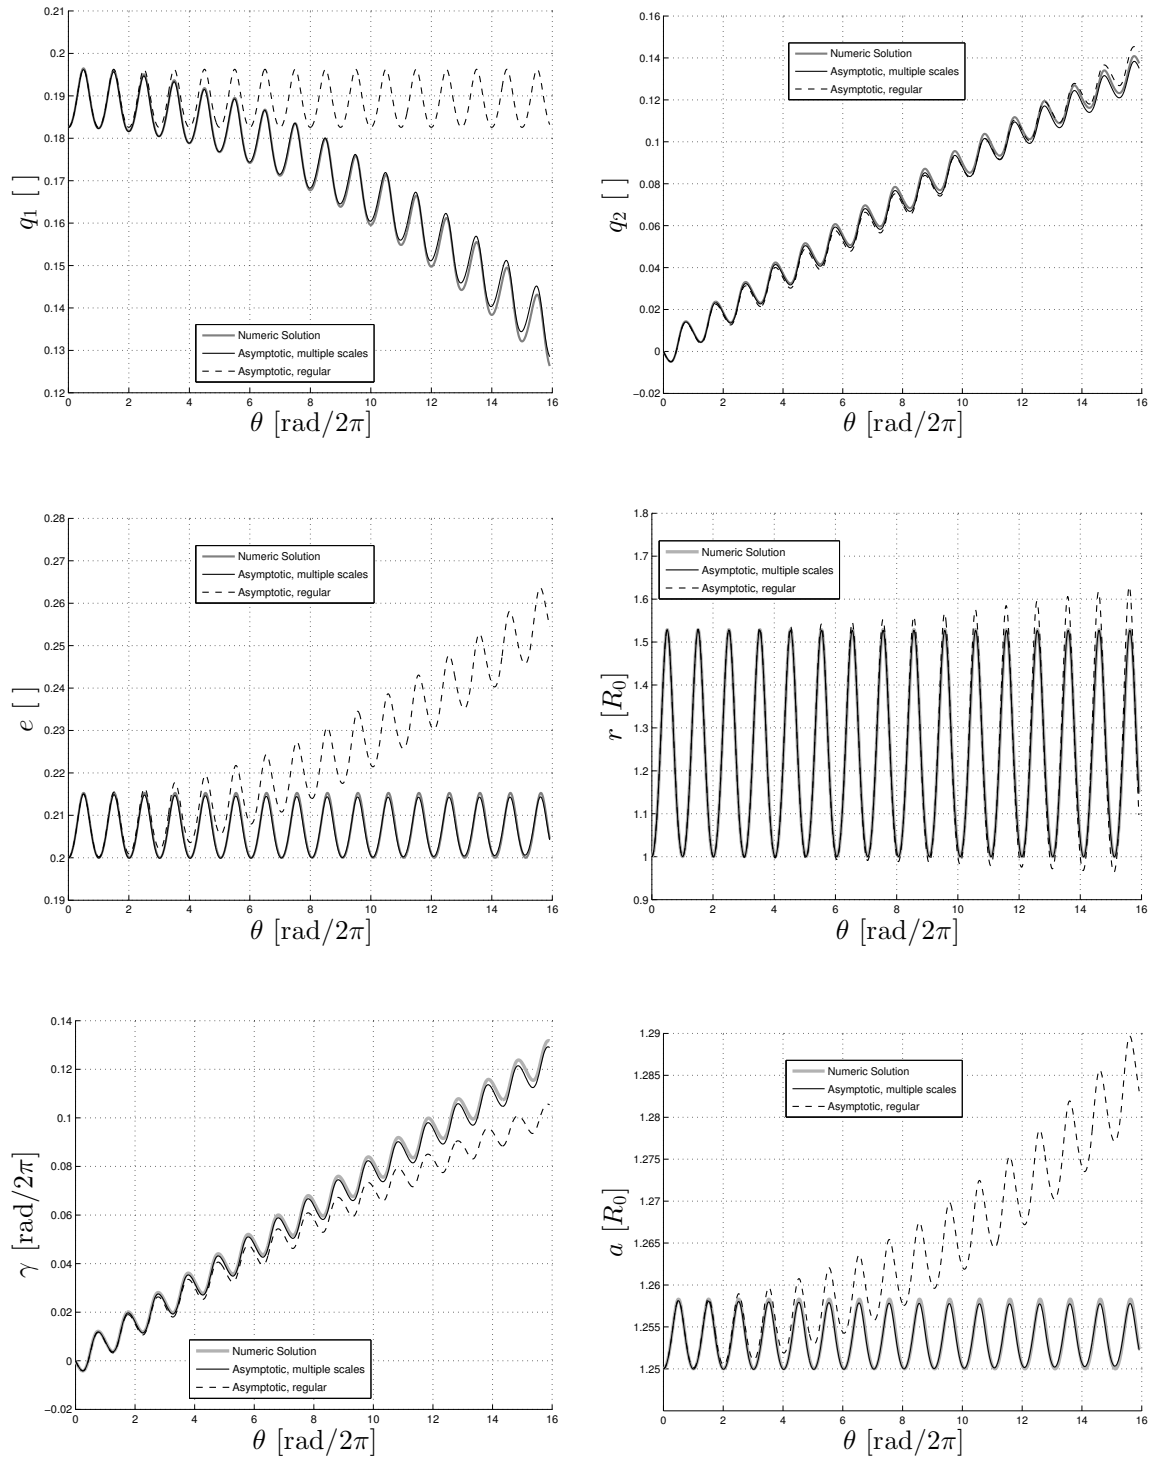 0.21
0.2
0.19
0.18
0.17
0.16
0.15
0.14
0.13
0.12
q1 [ ]
Numeric Solution
Asymptotic, multiple scales
Asymptotic, regular
0 2 4 6 8 10 12 14 16
θ [rad/2π]
0.16
0.14
0.12
0.1
0.08
0.06
0.04
0.02
0
−0.02
q2 [ ]
Numeric Solution
Asymptotic, multiple scales
Asymptotic, regular
0 2 4 6 8 10 12 14 16
θ [rad/2π]
0.28
0.27
0.26
0.25
0.24
0.23
0.22
0.21
0.2
0.19
e [ ]
Numeric Solution
Asymptotic, multiple scales
Asymptotic, regular
0 2 4 6 8 10 12 14 16
θ [rad/2π]
1.8
1.7
1.6
1.5
1.4
1.3
1.2
1.1
1
0.9
r [R0]
Numeric Solution
Asymptotic, multiple scales
Asymptotic, regular
0 2 4 6 8 10 12 14 16
θ [rad/2π]
0.14
0.12
0.1
0.08
0.06
0.04
0.02
0
−0.02
γ [rad/2π]
Numeric Solution
Asymptotic, multiple scales
Asymptotic, regular
0 2 4 6 8 10 12 14 16
θ [rad/2π]
1.29
1.285
1.28
1.275
1.27
1.265
1.26
1.255
1.25
a [R0]
Numeric Solution
Asymptotic, multiple scales
Asymptotic, regular
0 2 4 6 8 10 12 14 16
θ [rad/2π]